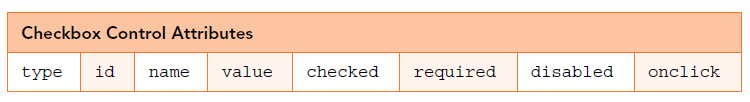 Checkbox Control Attributes
type id name value checked required disabled onclick